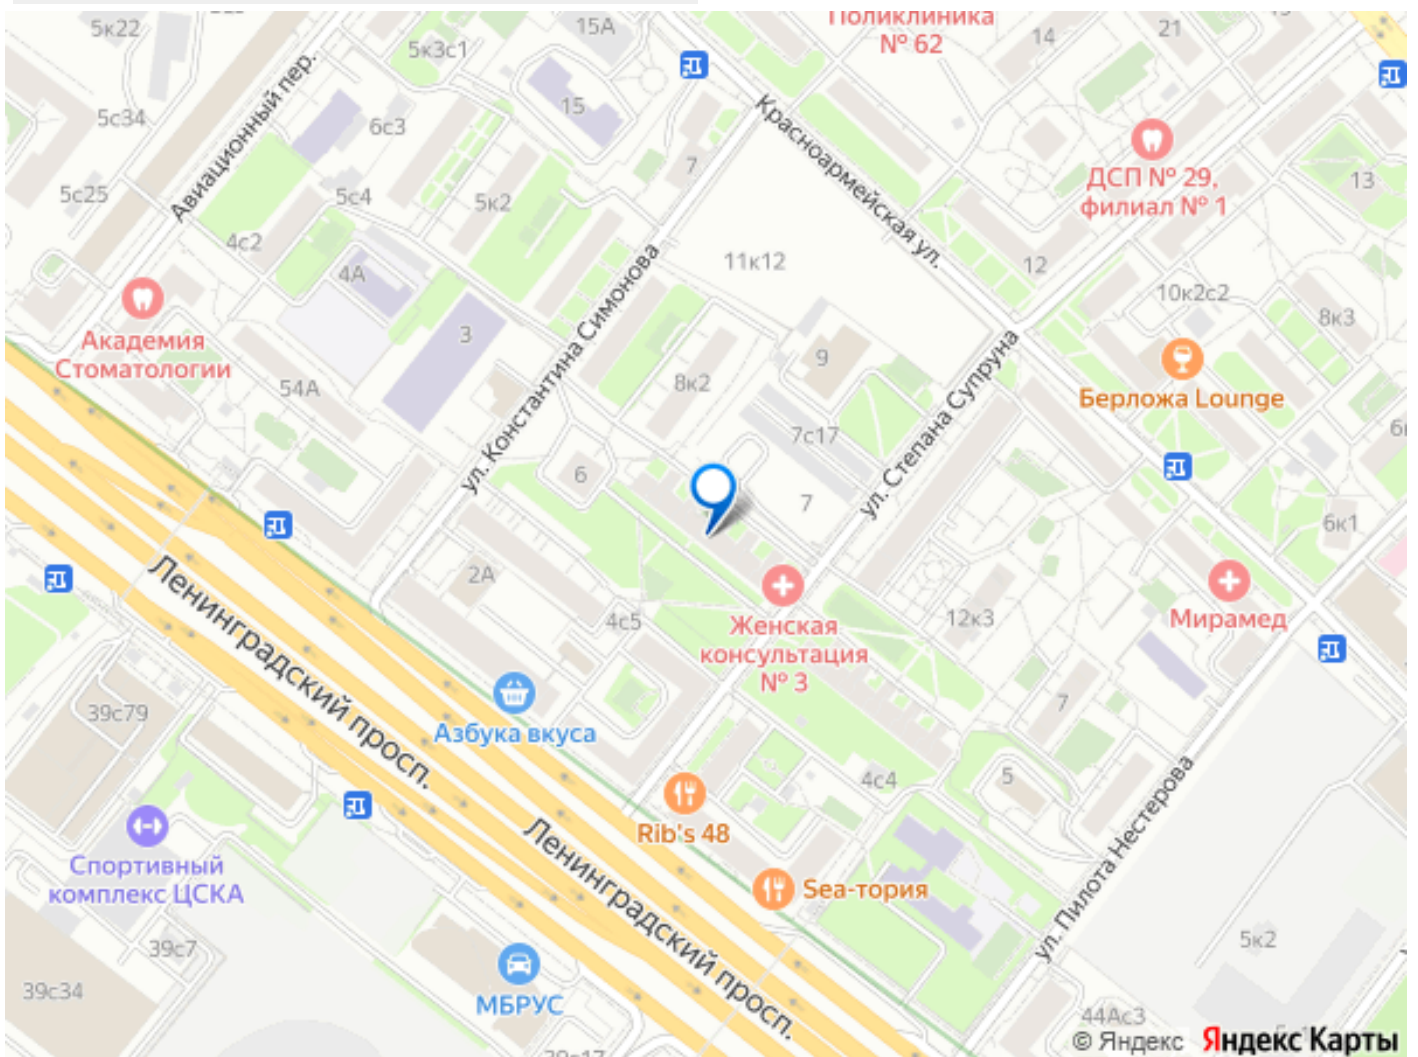 5к22
15А
Поликлиника
№ 62
14
21
5к3с1
Авиационный пер.
5с34
6с3
15
Красноармейская ул.
ДСП № 29,
филиал № 1
13
5с25
5с4
5к2
7
4с2
4А
11к12
12
10к2с2
8к3
Академия
Стоматологии
3
ул. Константина Симонова
9
ул. Степана Супруна
Берложа Lounge
54А
8к2
7с17
6
7
6к1
2А
4с5
Женская
консультация
№ 3
12к3
Мирамед
Ленинградский просп.
39с79
Азбука вкуса
7
4с4
5
ул. Пилота Нестерова
Rib's 48
Спортивный
комплекс ЦСКА
Ленинградский просп.
Sea-тория
39с7
5к2
39с34
МБРУС
44Ас3
© Яндекс Яндекс Карты